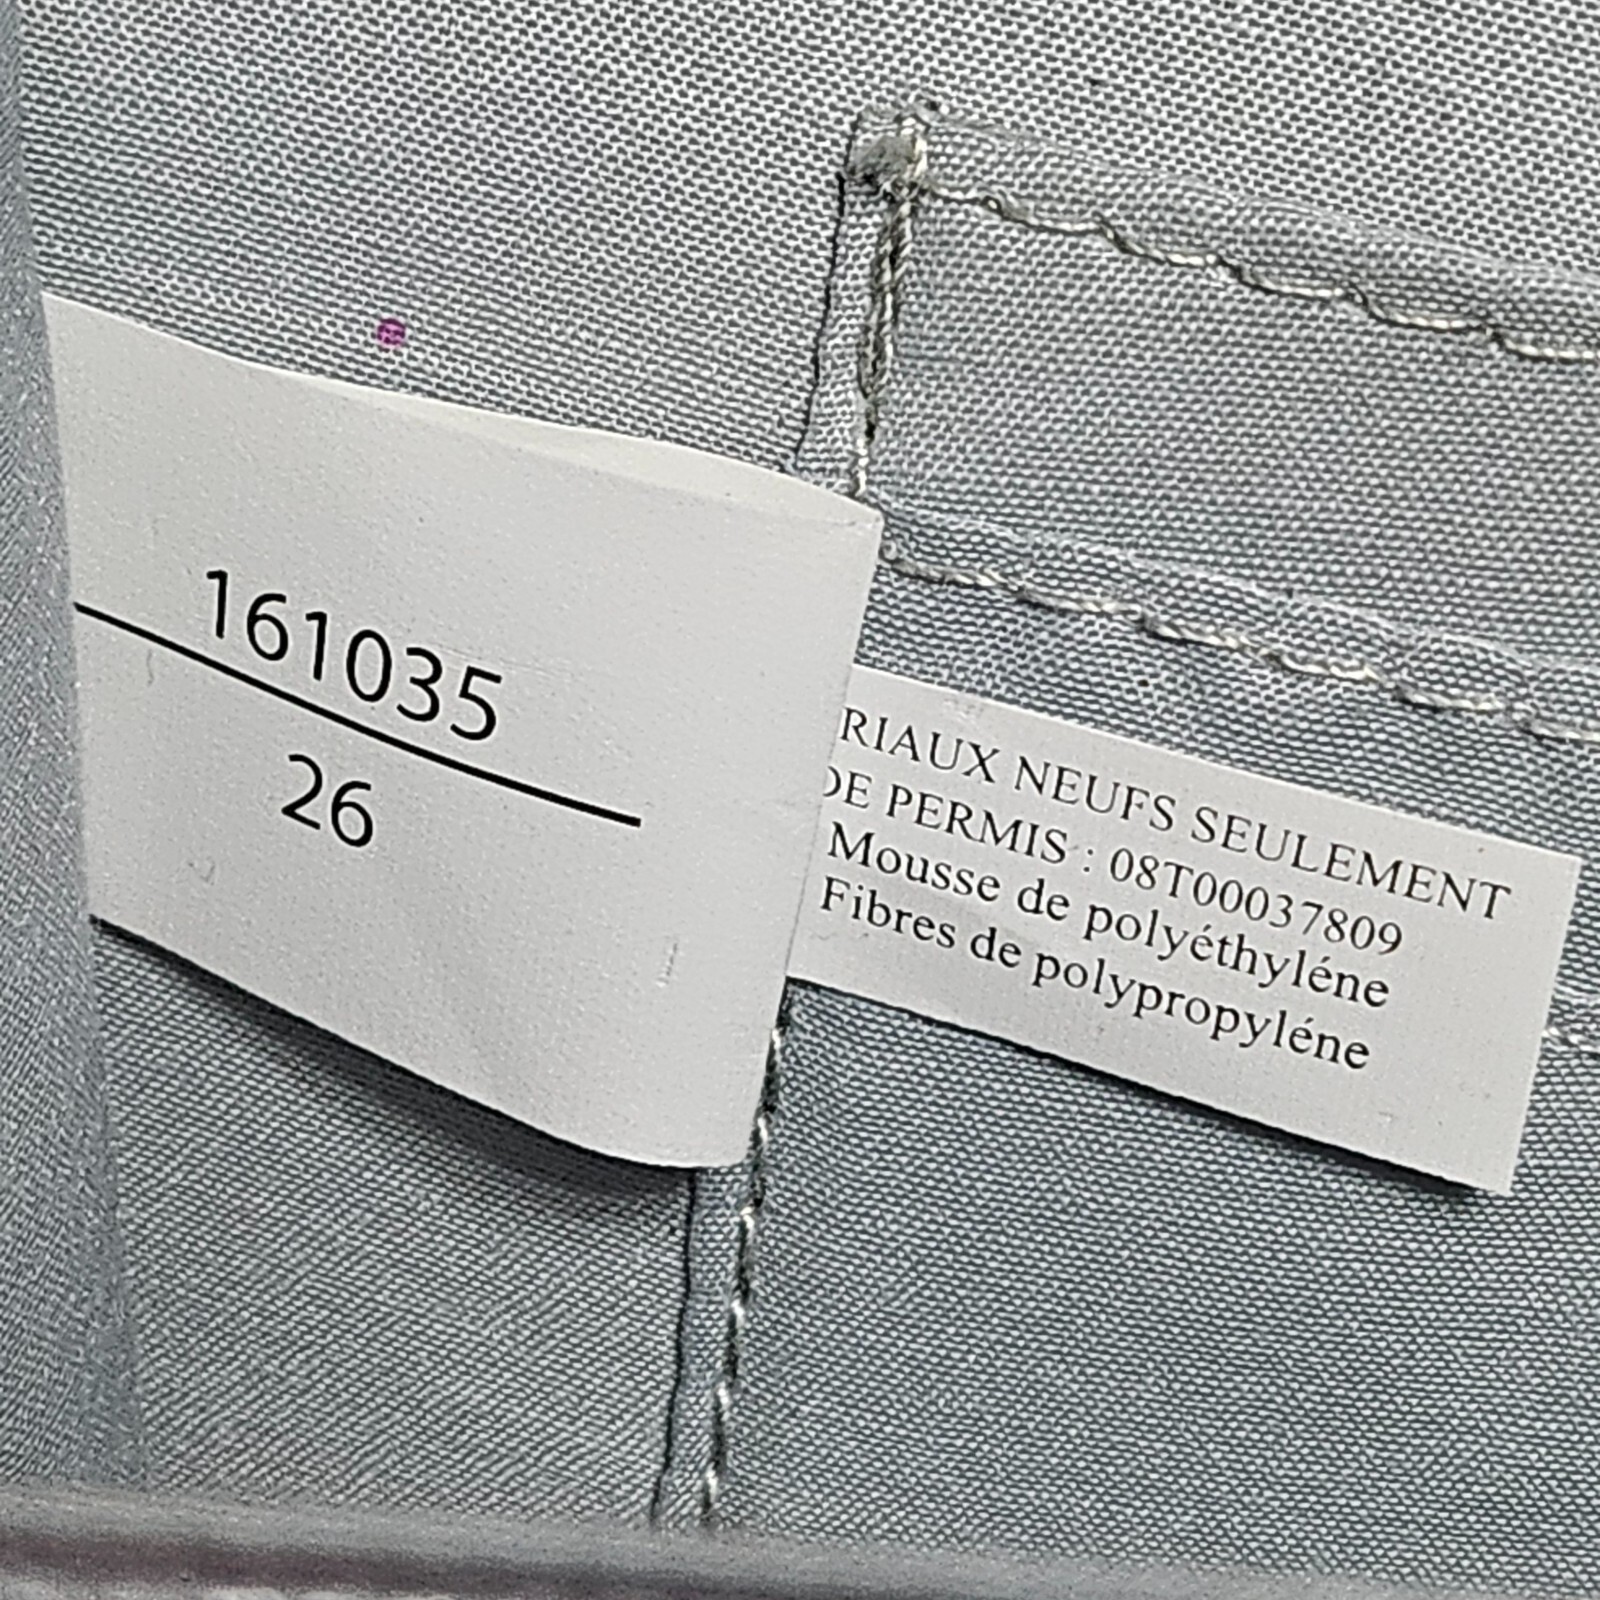 161035
26
RIAUX NEUFS SEULEMENT
DE PERMIS : 08T00037809
Mousse de polyéthyléne
Fibres de polypropyléne